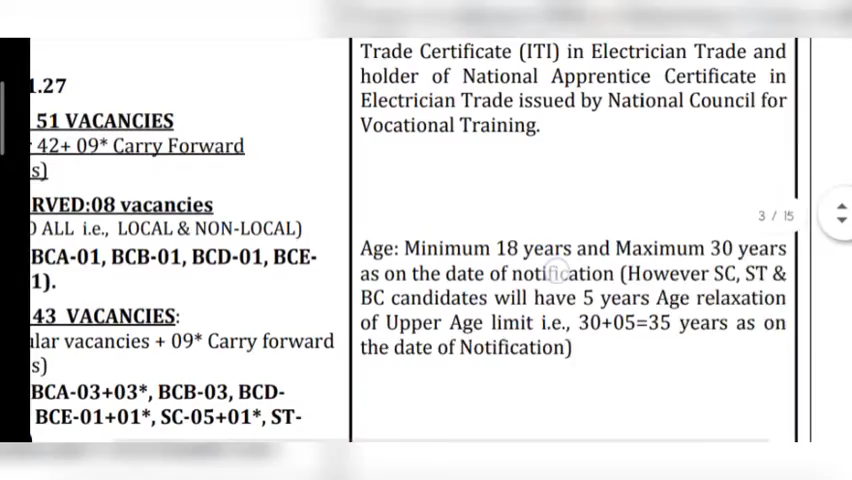 1.27
51 VACANCIES
42+ 09* Carry Forward
s)
RVED:08 vacancies
O ALL i.e., LOCAL & NON-LOCAL)
BCA-01, BCB-01, BCD-01, BCE-
1).
43 VACANCIES:
ular vacancies + 09* Carry forward
s)
BCA-03+03*, BCB-03, BCD-
BCE-01+01*, SC-05+01*, ST-
Trade Certificate (ITI) in Electrician Trade and
holder of National Apprentice Certificate in
Electrician Trade issued by National Council for
Vocational Training.
3 / 15
Age: Minimum 18 years and Maximum 30 years
as on the date of notification (However SC, ST &
BC candidates will have 5 years Age relaxation
of Upper Age limit i.e., 30+05=35 years as on
the date of Notification)